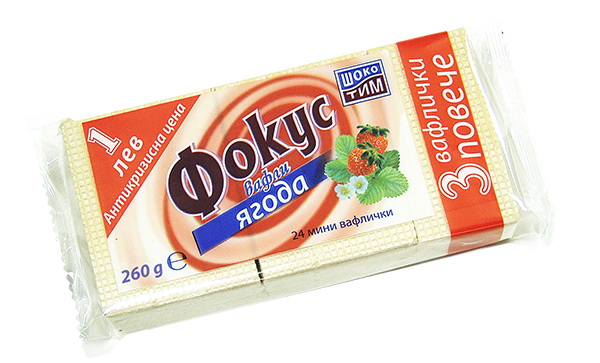 1
лев
Антикризисна цена
Фокус
вафли
ягода
шоко
тим
24 мини вафлички
260 g e
3 вафлички
повече